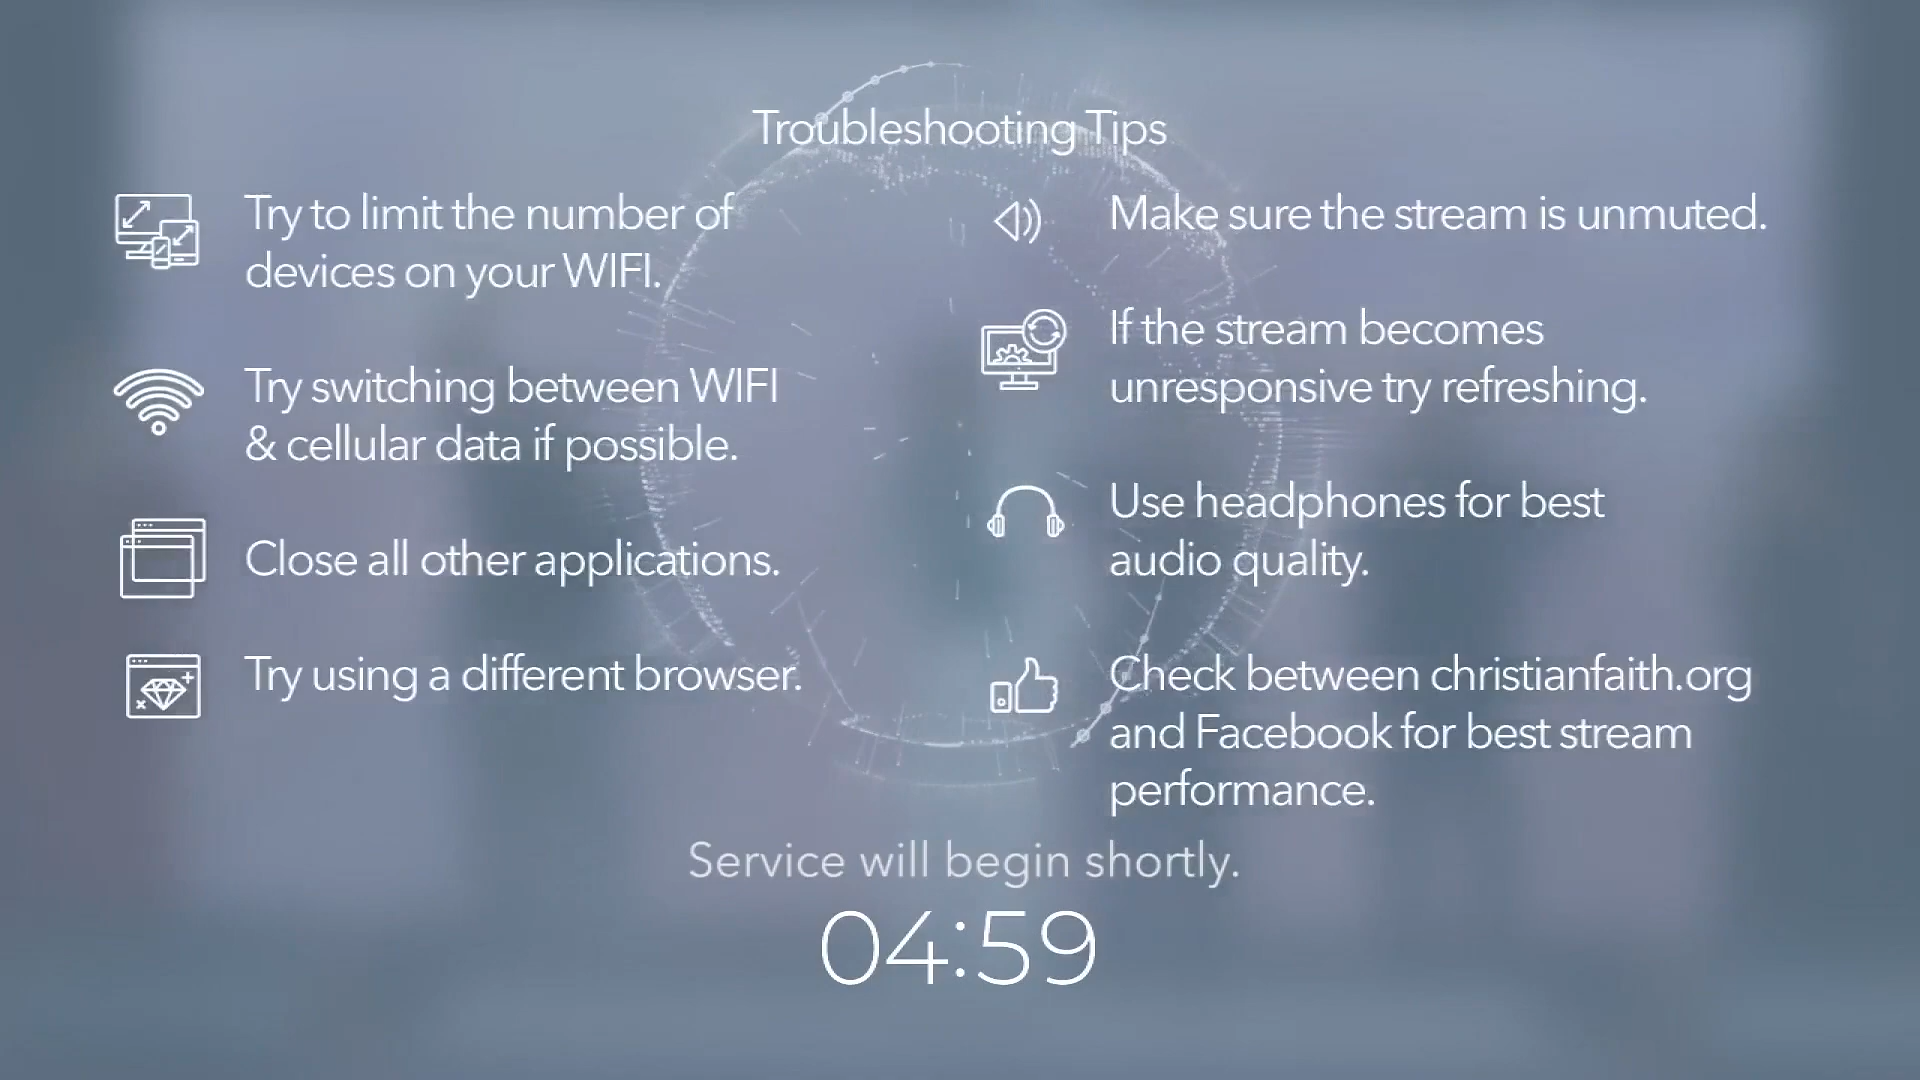 Troubleshooting Tips
Try to limit the number of
devices on your WIFI.
Try switching between WIFI
& cellular data if possible.
Close all other applications.
Try using a different browser.
Make sure the stream is unmuted.
If the stream becomes
unresponsive try refreshing.
Use headphones for best
audio quality.
Check between christianfaith.org
and Facebook for best stream
performance.
Service will begin shortly.
04:59